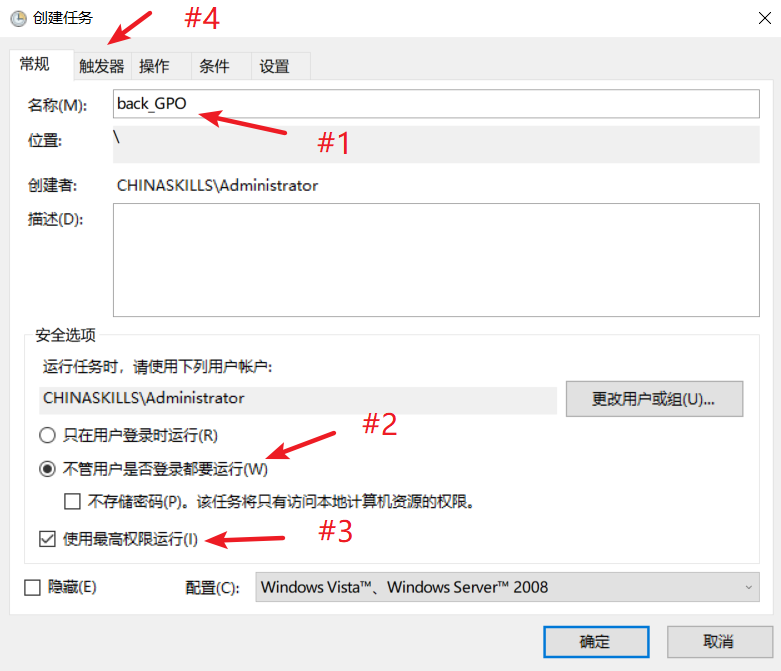 创建任务
#4
常规 触发器 操作 条件 设置
名称(M): back_GPO
#1
位置: \
创建者: CHINASKILLS\Administrator
描述(D):
安全选项
运行任务时，请使用下列用户帐户:
CHINASKILLS\Administrator 更改用户或组(U)...
只在用户登录时运行(R)
#2
不管用户是否登录都要运行(W)
不存储密码(P)。该任务将只有访问本地计算机资源的权限。
使用最高权限运行(I)
#3
隐藏(E) 配置(C): Windows Vista™、Windows Server™ 2008
确定 取消